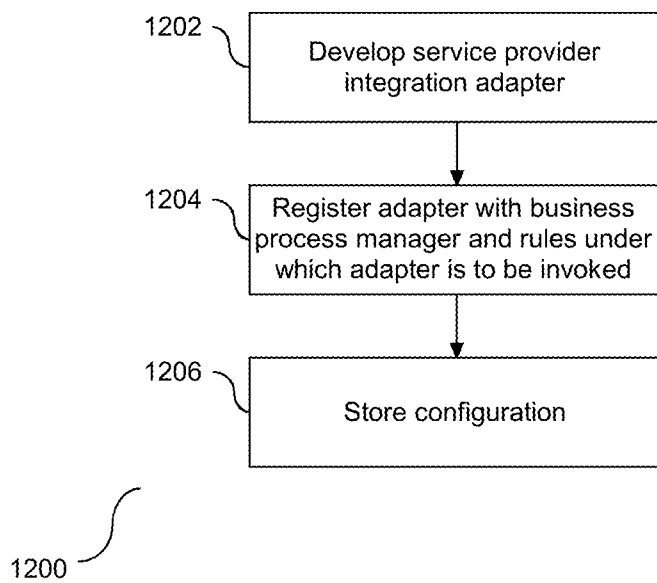 1202
Develop service provider
integration adapter
1204
Register adapter with business
process manager and rules under
which adapter is to be invoked
1206
Store configuration
1200